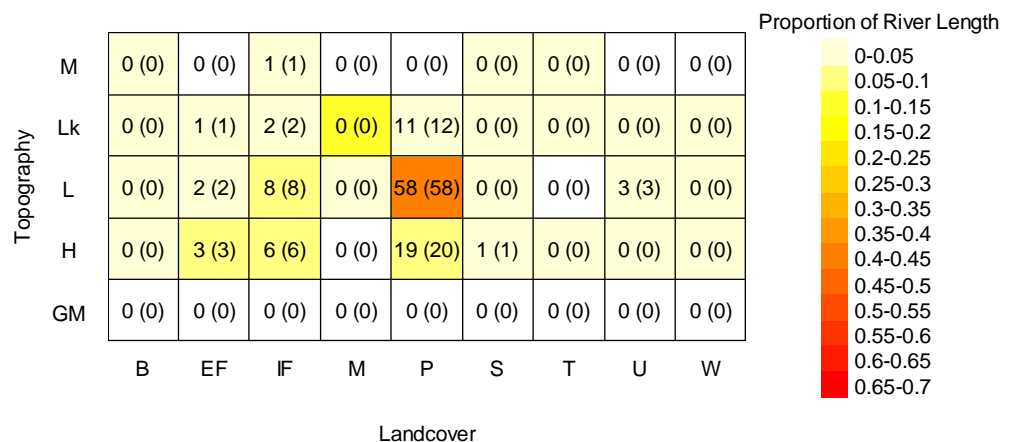 Proportion of River Length
0-0.05
0.05-0.1
0.1-0.15
0.15-0.2
0.2-0.25
0.25-0.3
0.3-0.35
0.35-0.4
0.4-0.45
0.45-0.5
0.5-0.55
0.55-0.6
0.6-0.65
0.65-0.7
Topography
M 0 (0) 0 (0) 1 (1) 0 (0) 0 (0) 0 (0) 0 (0) 0 (0) 0 (0)
Lk 0 (0) 1 (1) 2 (2) 0 (0) 11 (12) 0 (0) 0 (0) 0 (0) 0 (0)
L 0 (0) 2 (2) 8 (8) 0 (0) 58 (58) 0 (0) 0 (0) 3 (3) 0 (0)
H 0 (0) 3 (3) 6 (6) 0 (0) 19 (20) 1 (1) 0 (0) 0 (0) 0 (0)
GM 0 (0) 0 (0) 0 (0) 0 (0) 0 (0) 0 (0) 0 (0) 0 (0) 0 (0)
B EF IF M P S T U W
Landcover